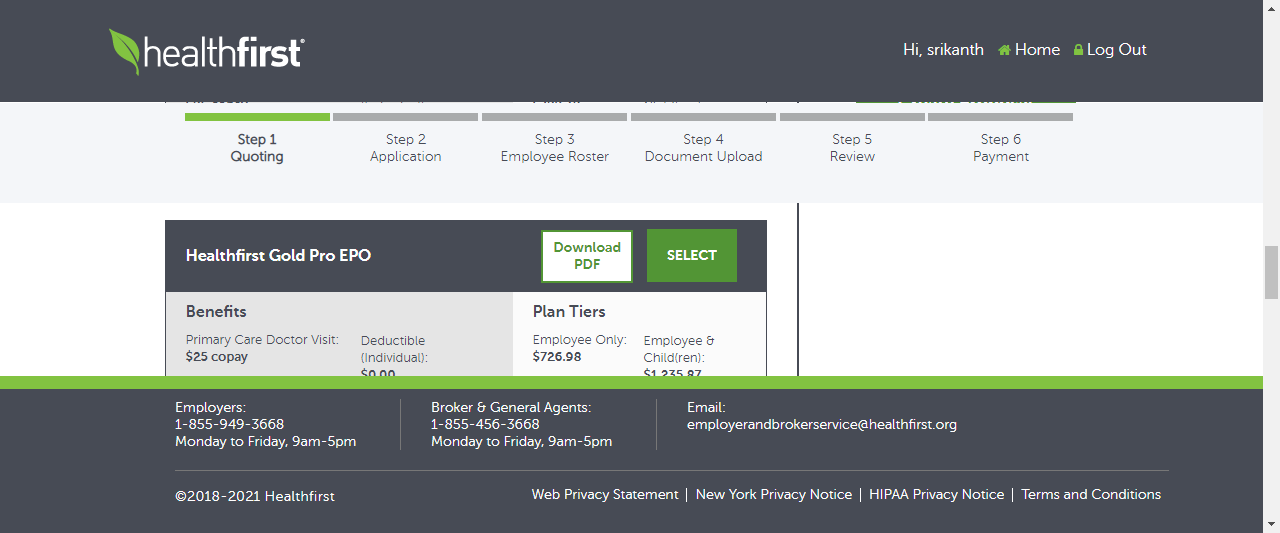 healthfirst®
Hi, srikanth Home Log Out
Step 1 Step 2 Step 3 Step 4 Step 5 Step 6
Quoting Application Employee Roster Document Upload Review Payment
Healthfirst Gold Pro EPO
Download
PDF
SELECT
Benefits
Primary Care Doctor Visit:
$25 copay
Deductible
(Individual):
$0.00
Plan Tiers
Employee Only:
$726.98
Employee &
Child(ren):
$1,235.87
Employers:
1-855-949-3668
Monday to Friday, 9am-5pm
Broker & General Agents:
1-855-456-3668
Monday to Friday, 9am-5pm
Email:
employerandbrokerservice@healthfirst.org
©2018-2021 Healthfirst
Web Privacy Statement | New York Privacy Notice | HIPAA Privacy Notice | Terms and Conditions